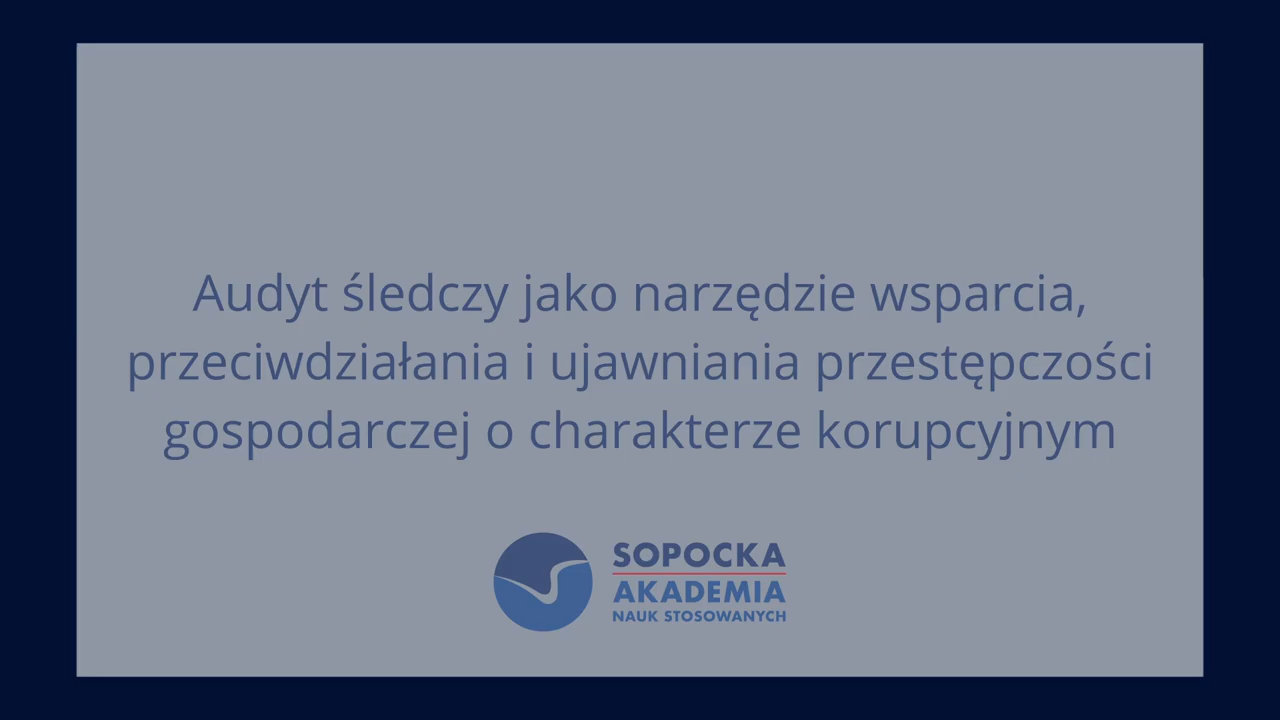 Audyt śledczy jako narzędzie wsparcia,
przeciwdziałania i ujawniania przestępczości
gospodarczej o charakterze korupcyjnym
SOPOCKA
AKADEMIA
NAUK STOSOWANYCH